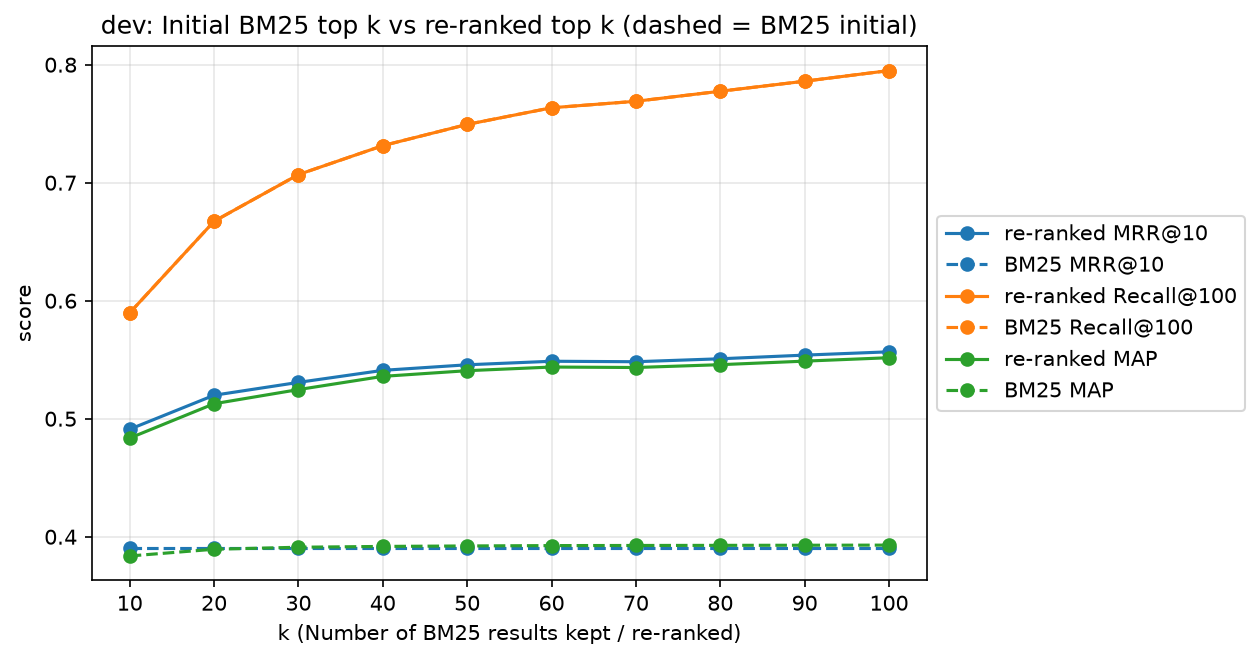 dev: Initial BM25 top k vs re-ranked top k (dashed = BM25 initial)
score
0.8
0.7
0.6
0.5
0.4
10 20 30 40 50 60 70 80 90 100
k (Number of BM25 results kept / re-ranked)
re-ranked MRR@10
BM25 MRR@10
re-ranked Recall@100
BM25 Recall@100
re-ranked MAP
BM25 MAP